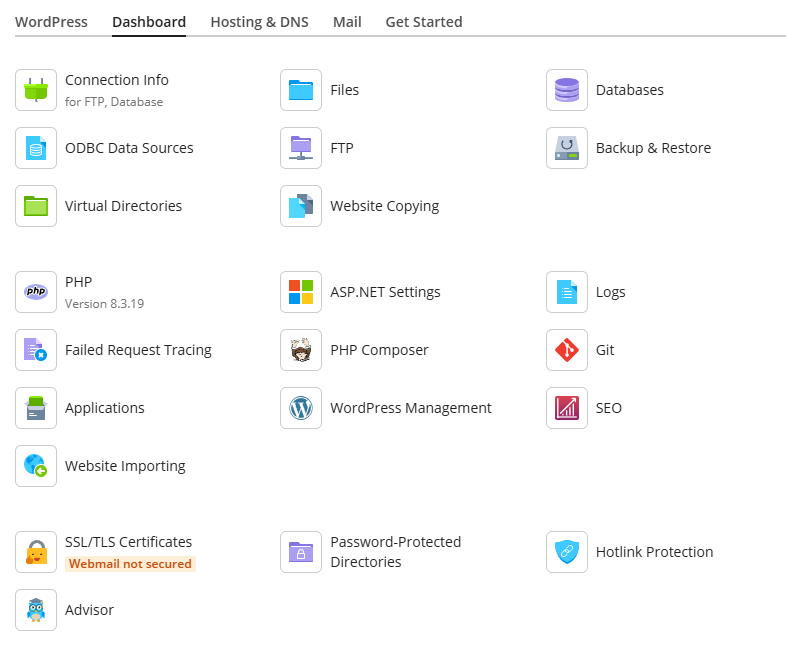 WordPress Dashboard Hosting & DNS Mail Get Started
Connection Info
for FTP, Database
Files
Databases
ODBC Data Sources
FTP
Backup & Restore
Virtual Directories
Website Copying
php
PHP
Version 8.3.19
ASP.NET Settings
Logs
Failed Request Tracing
PHP Composer
Git
Applications
WordPress Management
SEO
Website Importing
SSL/TLS Certificates
Webmail not secured
Password-Protected
Directories
Hotlink Protection
Advisor